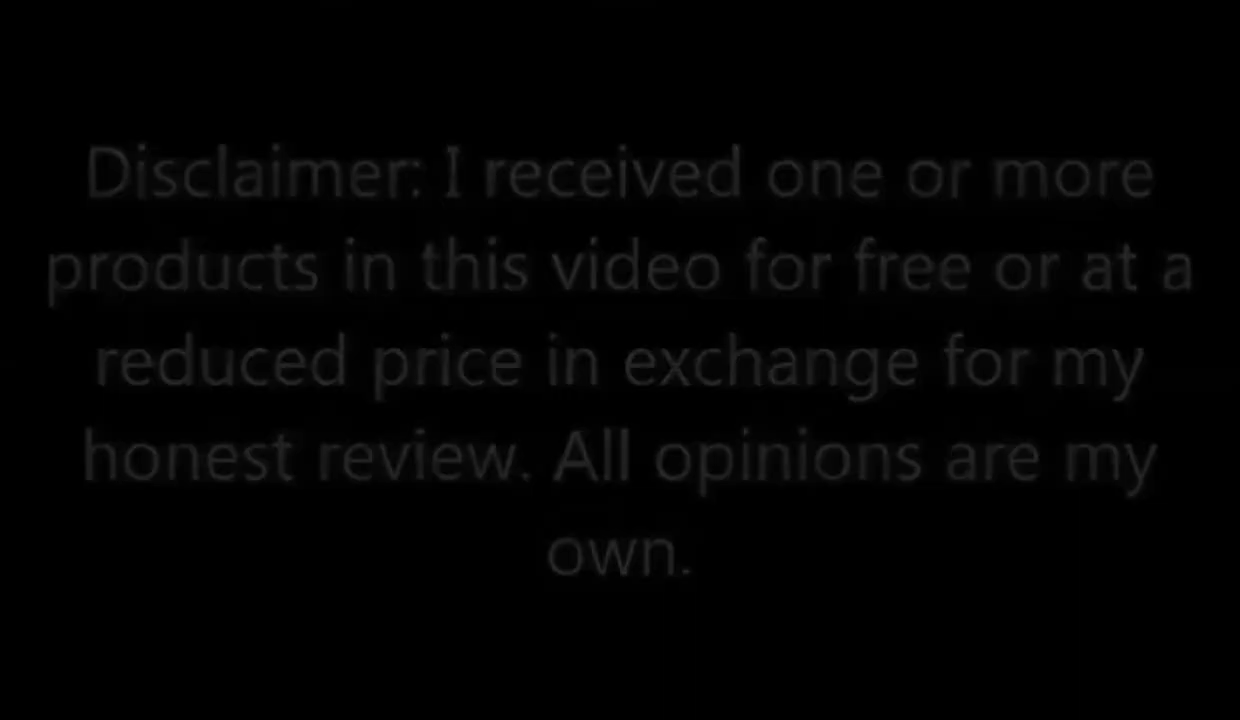 Disclaimer: I received one or more
products in this video for free or at a
reduced price in exchange for my
honest review. All opinions are my
own.